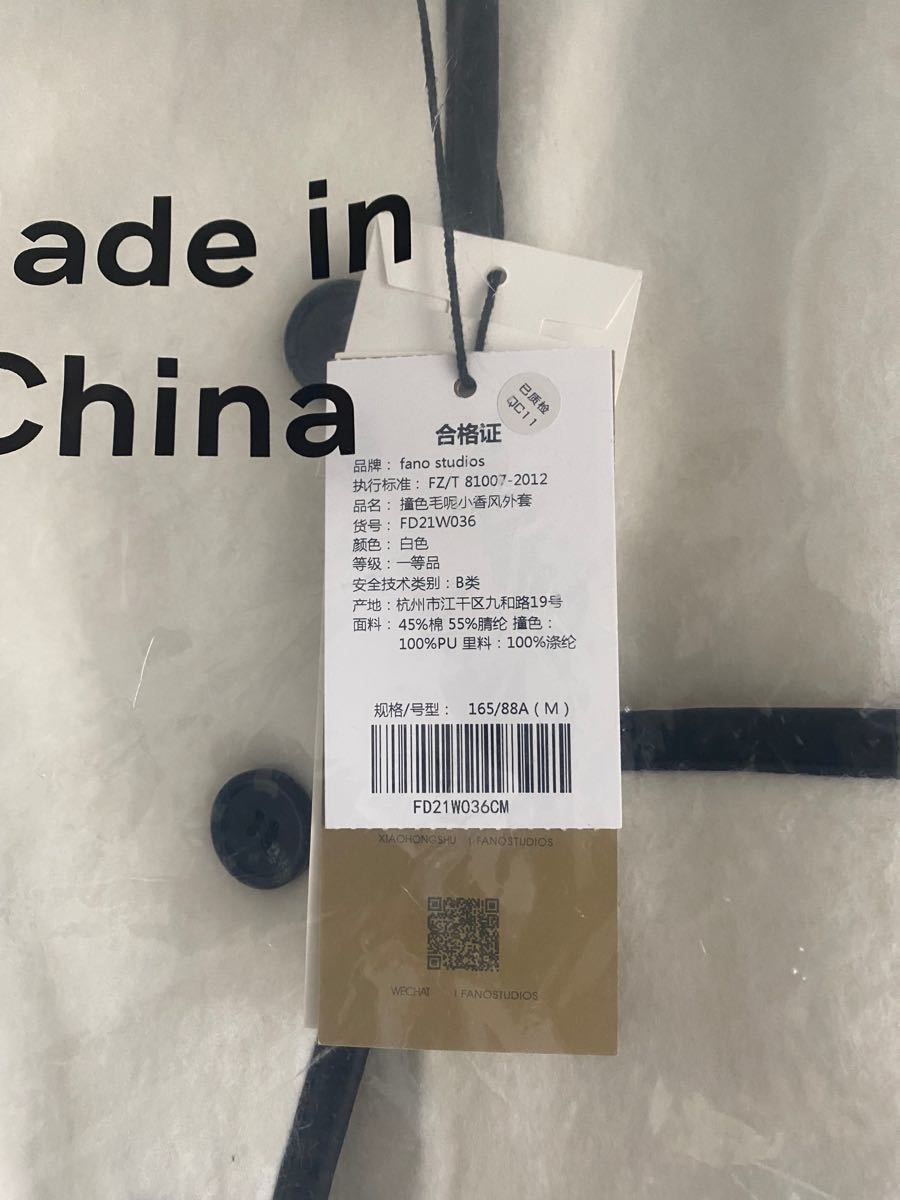 ade in
China
已质检
QC11
合格证
品牌： fano studios
执行标准： FZ/T 81007-2012
品名： 撞色毛呢小香风外套
货号： FD21W036
颜色： 白色
等级：一等品
安全技术类别：B类
产地：杭州市江干区九和路19号
面料： 45%棉 55%腈纶 撞色：
100%PU 里料：100%涤纶
规格/号型： 165/88A（M）
FD21W036CM
XIAOHONGSHU | FANOSTUDIOS
WECHAT | FANOSTUDIOS